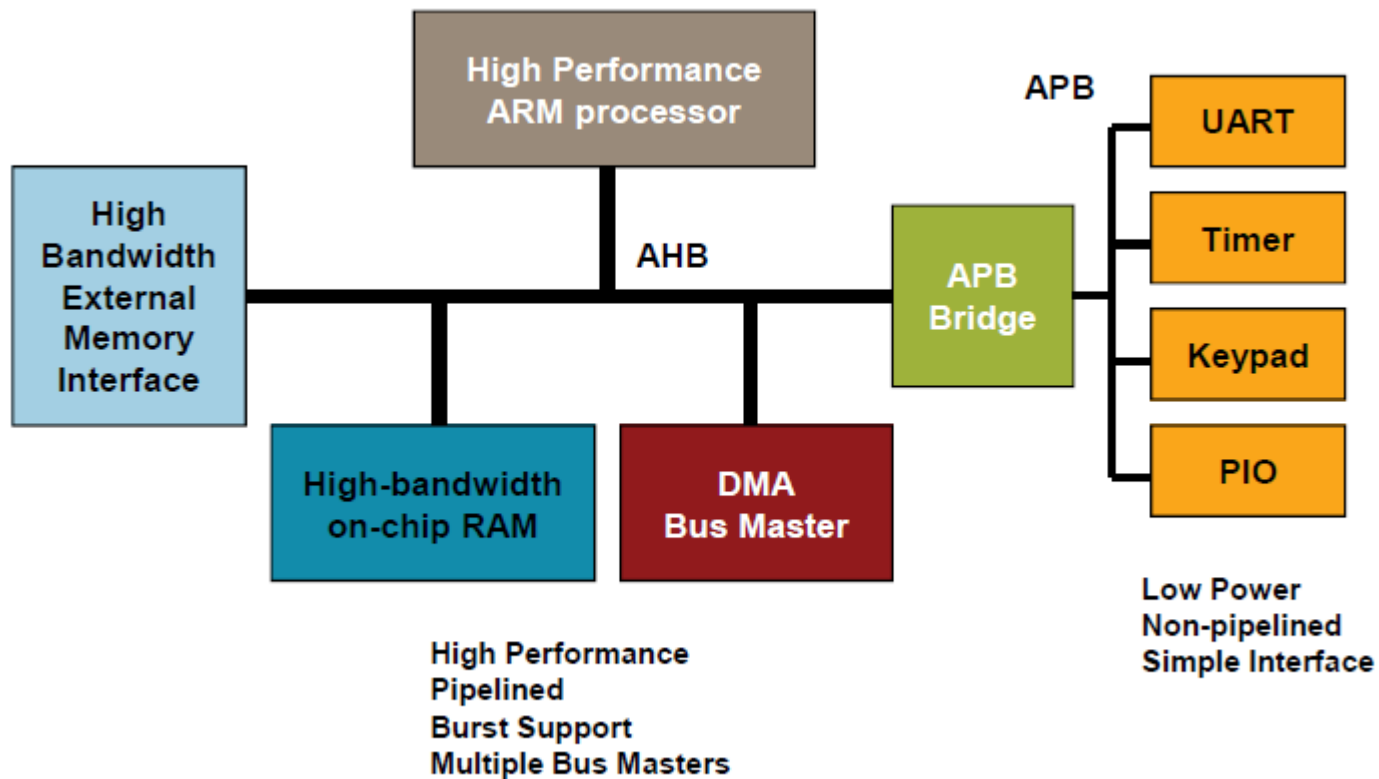 High Performance
ARM processor
APB
UART
High
Bandwidth
External
Memory
Interface
AHB
APB
Bridge
Timer
Keypad
High-bandwidth
on-chip RAM
DMA
Bus Master
PIO
Low Power
Non-pipelined
Simple Interface
High Performance
Pipelined
Burst Support
Multiple Bus Masters